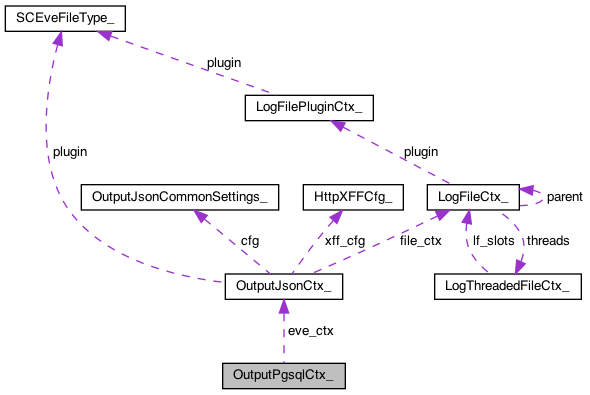 SCEveFileType_
plugin
LogFilePluginCtx_
plugin
plugin
OutputJsonCommonSettings_
HttpXFFCfg_
LogFileCtx_
parent
cfg
xff_cfg
file_ctx
lf_slots
threads
OutputJsonCtx_
LogThreadedFileCtx_
eve_ctx
OutputPgsqlCtx_